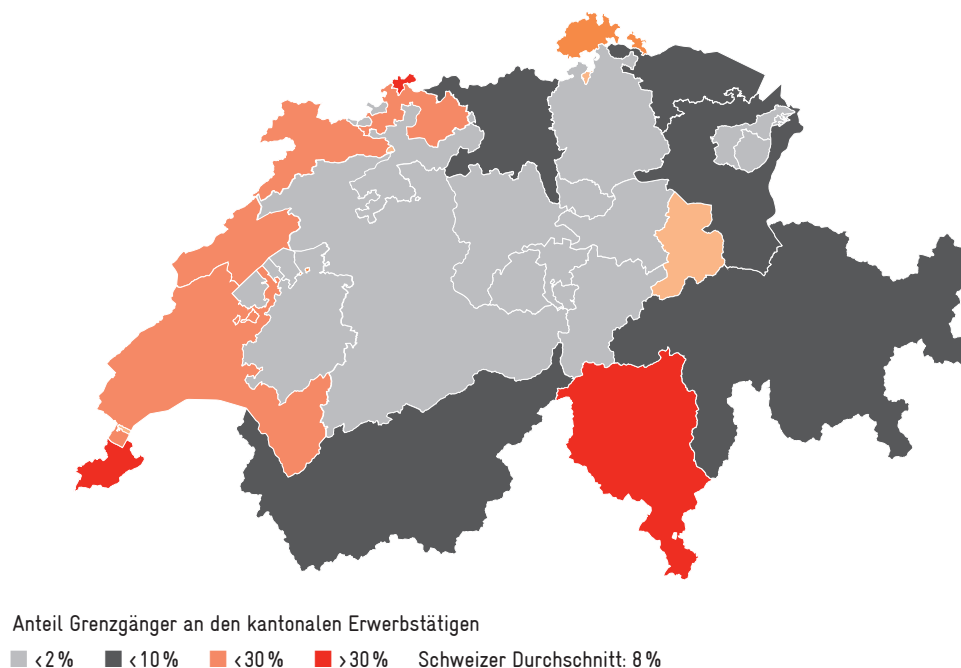 Anteil Grenzgänger an den kantonalen Erwerbstätigen
<2% <10% <30% >30% Schweizer Durchschnitt: 8%